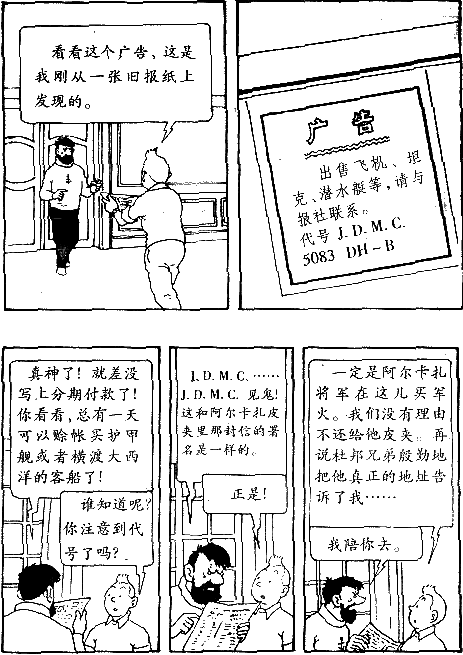 看看这个广告、这是
我刚从一张旧报纸上
发现的。
广告
出售飞机、坦
克、潜水艇等,请与
报社联系。
代号 J. D. M. C.
5083 DH-B
真神了!就差没
写上分期付款了!
你看看,总有一天
可以赊帐买护甲
舰或者横渡大西
洋的客船了!
谁知道呢?
你注意到代
号了吗?
J. D. M. C. ……
J. D. M. C. 见鬼!
这和阿尔卡扎皮
夹里那封信的署
名是一样的。
正是!
一定是阿尔卡扎
将军在这儿买军
火。我们没有理由
不还给他皮夹。再
说杜邦兄弟殷勤地
把他真正的地址告
诉了我……
我陪你去。